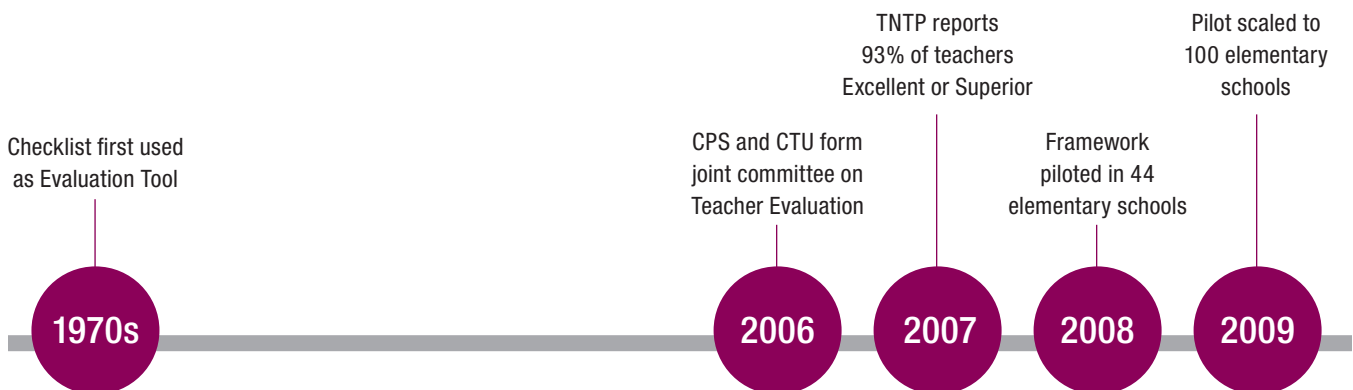 Checklist first used
as Evaluation Tool
1970s
CPS and CTU form
joint committee on
Teacher Evaluation
2006
TNTP reports
93% of teachers
Excellent or Superior
2007
Framework
piloted in 44
elementary schools
2008
Pilot scaled to
100 elementary
schools
2009